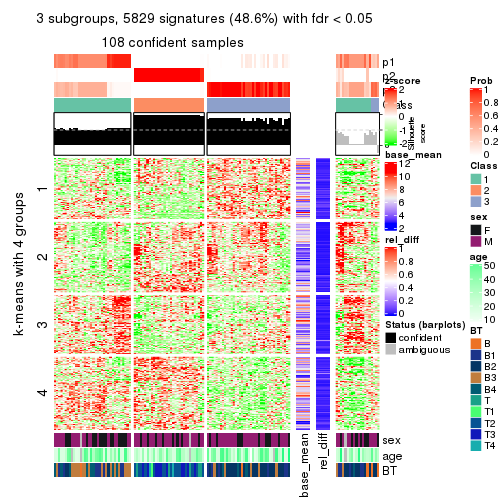 3 subgroups, 5829 signatures (48.6%) with fdr < 0.05
108 confident samples
p1
p2
z-score
2
1
0
-1
-2
Silhouette
score
base_mean
12
10
8
6
4
2
rel_diff
1
0.8
0.6
0.4
0.2
0
Status (barplots)
confident
ambiguous
Prob
1
0.8
0.6
0.4
0.2
0
Class
1
2
3
sex
F
M
age
50
40
30
20
10
BT
B
B1
B2
B3
B4
T
T1
T2
T3
T4
k-means with 4 groups
1
2
3
4
sex
age
BT
base_mean
rel_diff